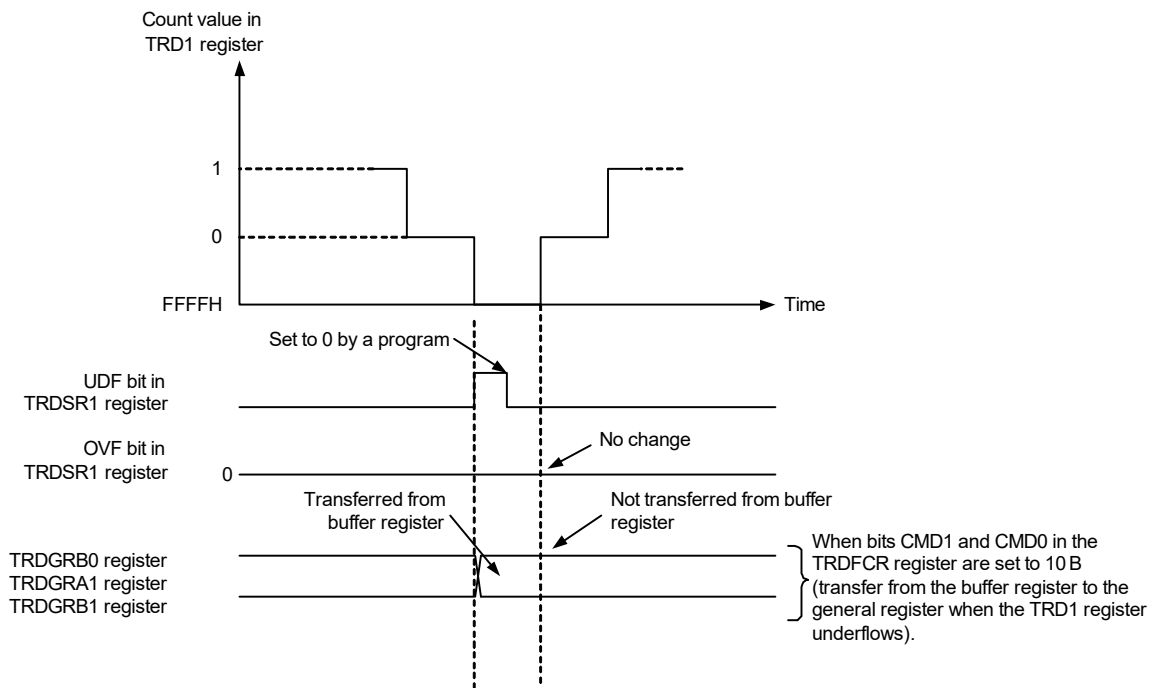 Count value in
TRD1 register
1
0
FFFFH
Time
Set to 0 by a program
UDF bit in
TRDSR1 register
OVF bit in
TRDSR1 register
0
No change
Transferred from
buffer register
Not transferred from buffer
register
TRDGRB0 register
TRDGRA1 register
TRDGRB1 register
When bits CMD1 and CMD0 in the
TRDFCR register are set to 10 B
(transfer from the buffer register to the
general register when the TRD1 register
underflows).